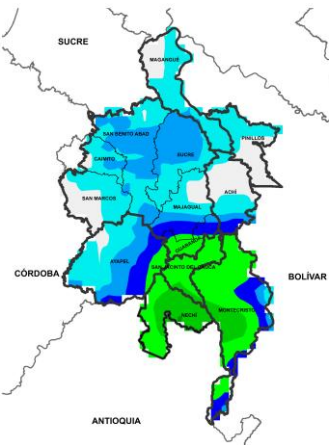 SUCRE
MAGANGUÉ
SAN BENITO ABAD
PINILLOS
CAIMITO
SUCRE
SAN MARCOS
ACHÍ
MAJAGUAL
GUARANDA
AYAPEL
SAN JACINTO DEL CAUCA
CÓRDOBA
BOLÍVAR
NECHÍ
MONTECRISTO
ANTIOQUIA